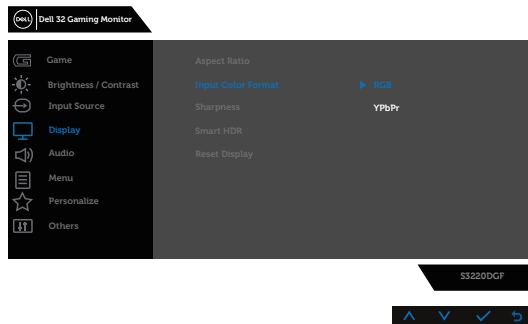 DELL
Dell 32 Gaming Monitor
Game
Brightness / Contrast
Input Source
Display
Audio
Menu
Personalize
Others
Aspect Ratio
Input Color Format
Sharpness
Smart HDR
Reset Display
RGB
YPbPr
S3220DGF